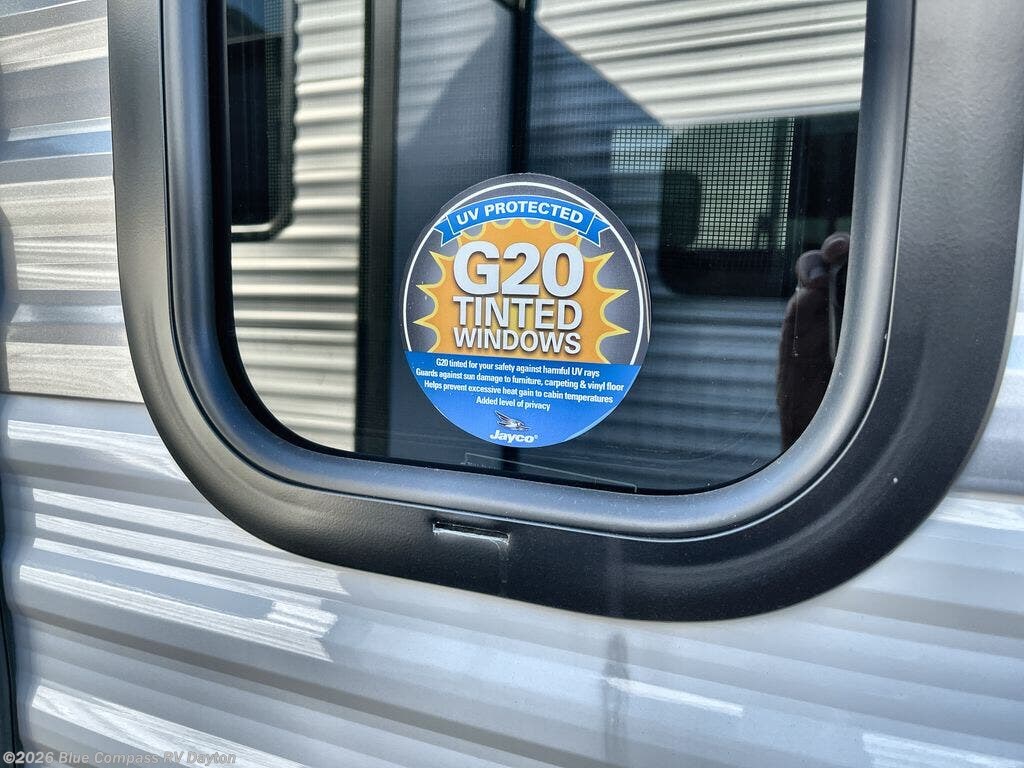 UV PROTECTED
G20
TINTED
WINDOWS
G20 tinted for your safety against harmful UV rays
Guards against sun damage to furniture, carpeting & vinyl floor
Helps prevent excessive heat gain to cabin temperatures
Added level of privacy
Jayco®
©2026 Blue Compass RV Dayton